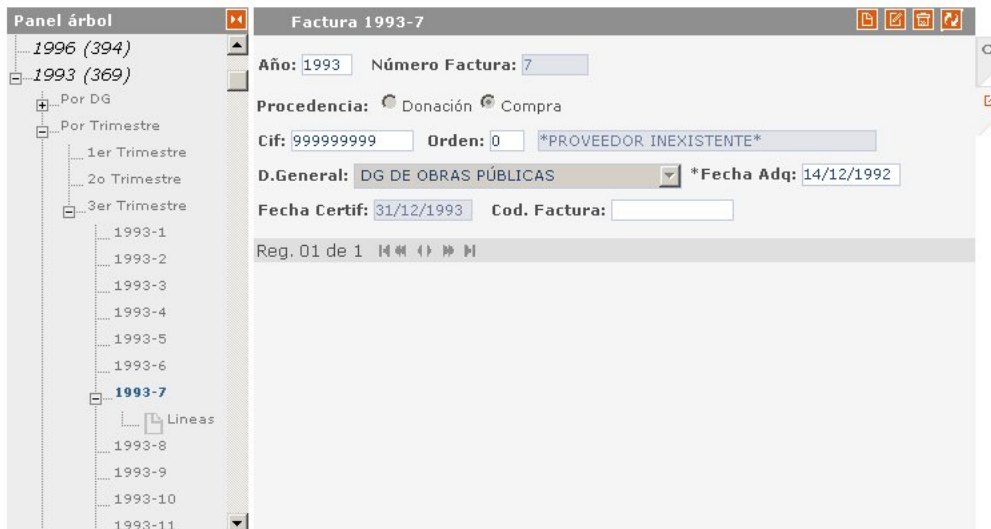 Panel árbol
1996 (394)
1993 (369)
Por DG
Por Trimestre
1er Trimestre
2o Trimestre
3er Trimestre
1993-1
1993-2
1993-3
1993-4
1993-5
1993-6
1993-7
Lineas
1993-8
1993-9
1993-10
1993-11
Factura 1993-7
Año: 1993 Número Factura: 7
Procedencia: Donación Compra
Cif: 999999999 Orden: 0 *PROVEEDOR INEXISTENTE*
D.General: DG DE OBRAS PÚBLICAS *Fecha Adq: 14/12/1992
Fecha Certif: 31/12/1993 Cod. Factura:
Reg. 01 de 1